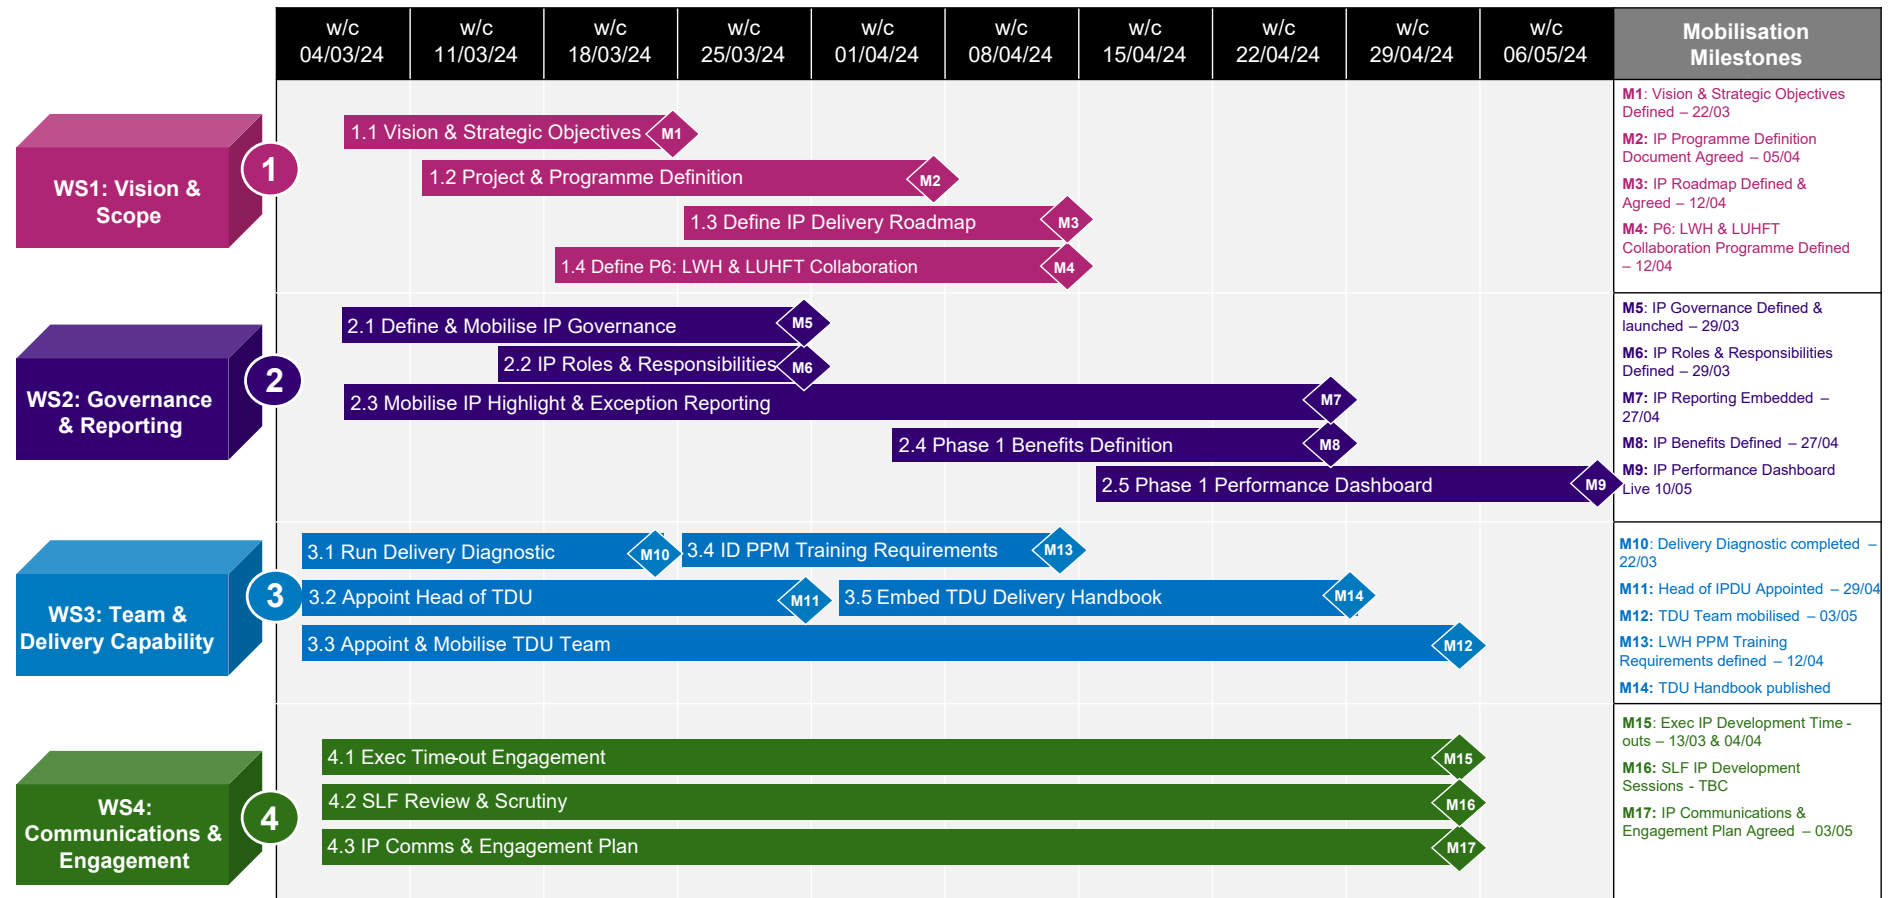 w/c
04/03/24
w/c
11/03/24
w/c
18/03/24
w/c
25/03/24
w/c
01/04/24
w/c
08/04/24
w/c
15/04/24
w/c
22/04/24
w/c
29/04/24
w/c
06/05/24
Mobilisation
Milestones
WS1: Vision &
Scope
1
1.1 Vision & Strategic Objectives
M1
1.2 Project & Programme Definition
M2
1.3 Define IP Delivery Roadmap
M3
1.4 Define P6: LWH & LUHFT Collaboration
M4
M1: Vision & Strategic Objectives
Defined – 22/03
M2: IP Programme Definition
Document Agreed – 05/04
M3: IP Roadmap Defined &
Agreed – 12/04
M4: P6: LWH & LUHFT
Collaboration Programme Defined
– 12/04
WS2: Governance
& Reporting
2
2.1 Define & Mobilise IP Governance
M5
2.2 IP Roles & Responsibilities
M6
2.3 Mobilise IP Highlight & Exception Reporting
M7
2.4 Phase 1 Benefits Definition
M8
2.5 Phase 1 Performance Dashboard
M9
M5: IP Governance Defined &
launched – 29/03
M6: IP Roles & Responsibilities
Defined – 29/03
M7: IP Reporting Embedded –
27/04
M8: IP Benefits Defined – 27/04
M9: IP Performance Dashboard
Live 10/05
WS3: Team &
Delivery Capability
3
3.1 Run Delivery Diagnostic
M10
3.4 ID PPM Training Requirements
M13
3.2 Appoint Head of TDU
M11
3.5 Embed TDU Delivery Handbook
M14
3.3 Appoint & Mobilise TDU Team
M12
M10: Delivery Diagnostic completed –
22/03
M11: Head of IPDU Appointed – 29/04
M12: TDU Team mobilised – 03/05
M13: LWH PPM Training
Requirements defined – 12/04
M14: TDU Handbook published
WS4:
Communications &
Engagement
4
4.1 Exec Time-out Engagement
M15
4.2 SLF Review & Scrutiny
M16
4.3 IP Comms & Engagement Plan
M17
M15: Exec IP Development Time -
outs – 13/03 & 04/04
M16: SLF IP Development
Sessions - TBC
M17: IP Communications &
Engagement Plan Agreed – 03/05